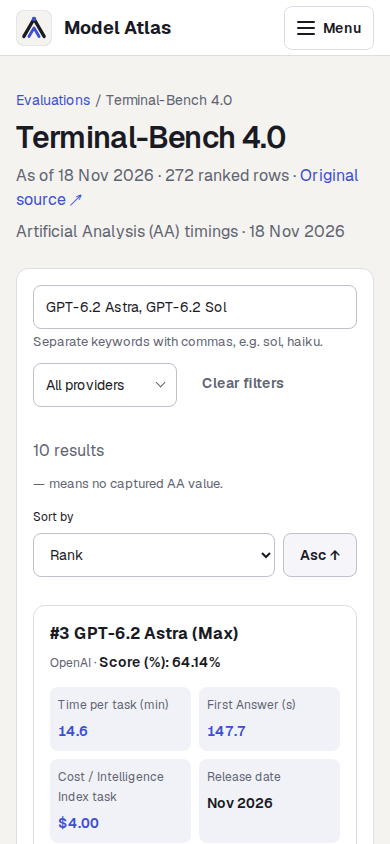 Model Atlas
Menu
Evaluations / Terminal-Bench 4.0
Terminal-Bench 4.0
As of 18 Nov 2026 · 272 ranked rows · Original
source ↗
Artificial Analysis (AA) timings · 18 Nov 2026
GPT-6.2 Astra, GPT-6.2 Sol
Separate keywords with commas, e.g. sol, haiku.
All providers
Clear filters
10 results
— means no captured AA value.
Sort by
Rank
Asc ↑
#3 GPT-6.2 Astra (Max)
OpenAI · Score (%): 64.14%
Time per task (min)
14.6
First Answer (s)
147.7
Cost / Intelligence
Index task
$4.00
Release date
Nov 2026